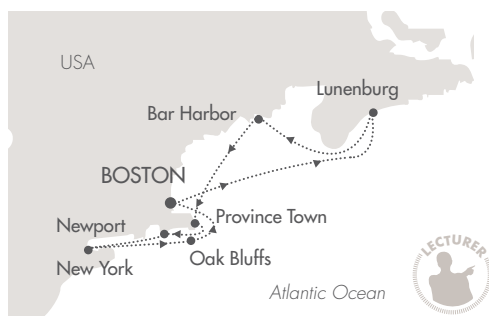 USA
Lunenburg
Bar Harbor
BOSTON
Newport
Province Town
New York
Oak Bluffs
Atlantic Ocean
LECTURER